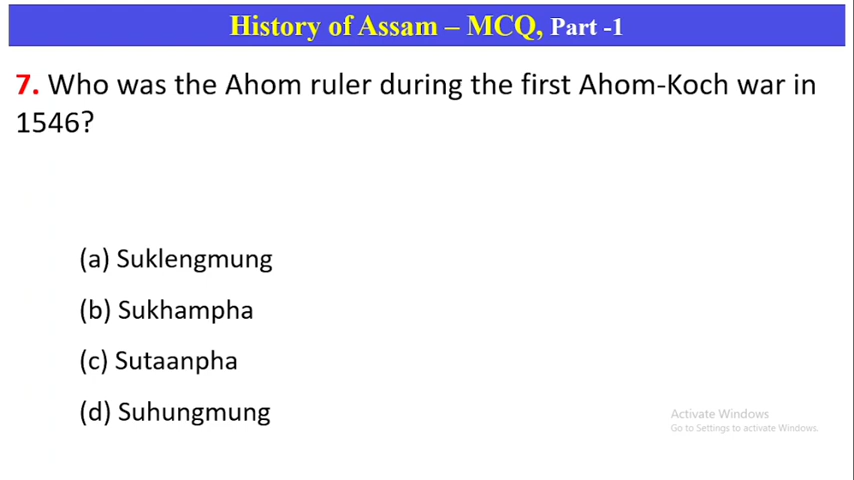 History of Assam – MCQ, Part -1
7. Who was the Ahom ruler during the first Ahom-Koch war in
1546?
(a) Suklengmung
(b) Sukhampha
(c) Sutaanpha
(d) Suhungmung
Activate Windows
Go to Settings to activate Windows.